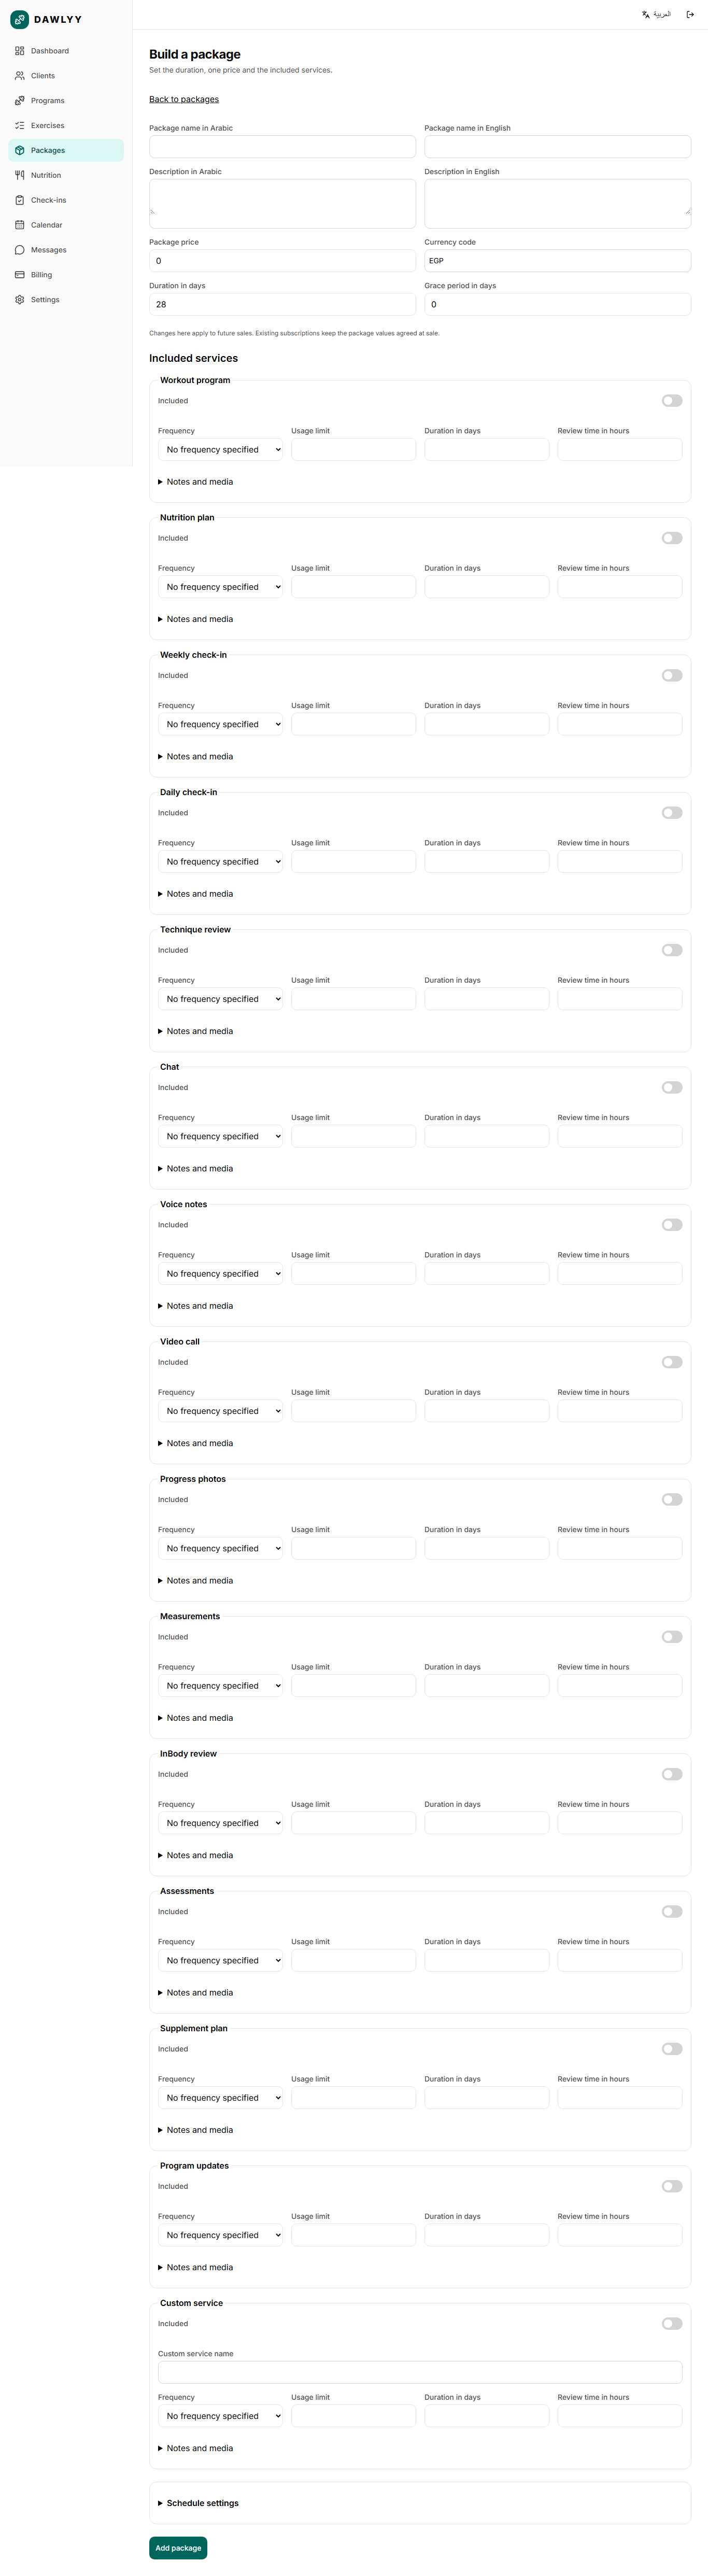 DAWLYY
العربية
Dashboard
Clients
Programs
Exercises
Packages
Nutrition
Check-ins
Calendar
Messages
Billing
Settings
Build a package
Set the duration, one price and the included services.
Back to packages
Package name in Arabic
Package name in English
Description in Arabic
Description in English
Package price
Currency code
0
EGP
Duration in days
Grace period in days
28
0
Changes here apply to future sales. Existing subscriptions keep the package values agreed at sale.
Included services
Workout program
Included
Frequency
Usage limit
Duration in days
Review time in hours
No frequency specified
Notes and media
Nutrition plan
Included
Frequency
Usage limit
Duration in days
Review time in hours
No frequency specified
Notes and media
Weekly check-in
Included
Frequency
Usage limit
Duration in days
Review time in hours
No frequency specified
Notes and media
Daily check-in
Included
Frequency
Usage limit
Duration in days
Review time in hours
No frequency specified
Notes and media
Technique review
Included
Frequency
Usage limit
Duration in days
Review time in hours
No frequency specified
Notes and media
Chat
Included
Frequency
Usage limit
Duration in days
Review time in hours
No frequency specified
Notes and media
Voice notes
Included
Frequency
Usage limit
Duration in days
Review time in hours
No frequency specified
Notes and media
Video call
Included
Frequency
Usage limit
Duration in days
Review time in hours
No frequency specified
Notes and media
Progress photos
Included
Frequency
Usage limit
Duration in days
Review time in hours
No frequency specified
Notes and media
Measurements
Included
Frequency
Usage limit
Duration in days
Review time in hours
No frequency specified
Notes and media
InBody review
Included
Frequency
Usage limit
Duration in days
Review time in hours
No frequency specified
Notes and media
Assessments
Included
Frequency
Usage limit
Duration in days
Review time in hours
No frequency specified
Notes and media
Supplement plan
Included
Frequency
Usage limit
Duration in days
Review time in hours
No frequency specified
Notes and media
Program updates
Included
Frequency
Usage limit
Duration in days
Review time in hours
No frequency specified
Notes and media
Custom service
Included
Custom service name
Frequency
Usage limit
Duration in days
Review time in hours
No frequency specified
Notes and media
Schedule settings
Add package